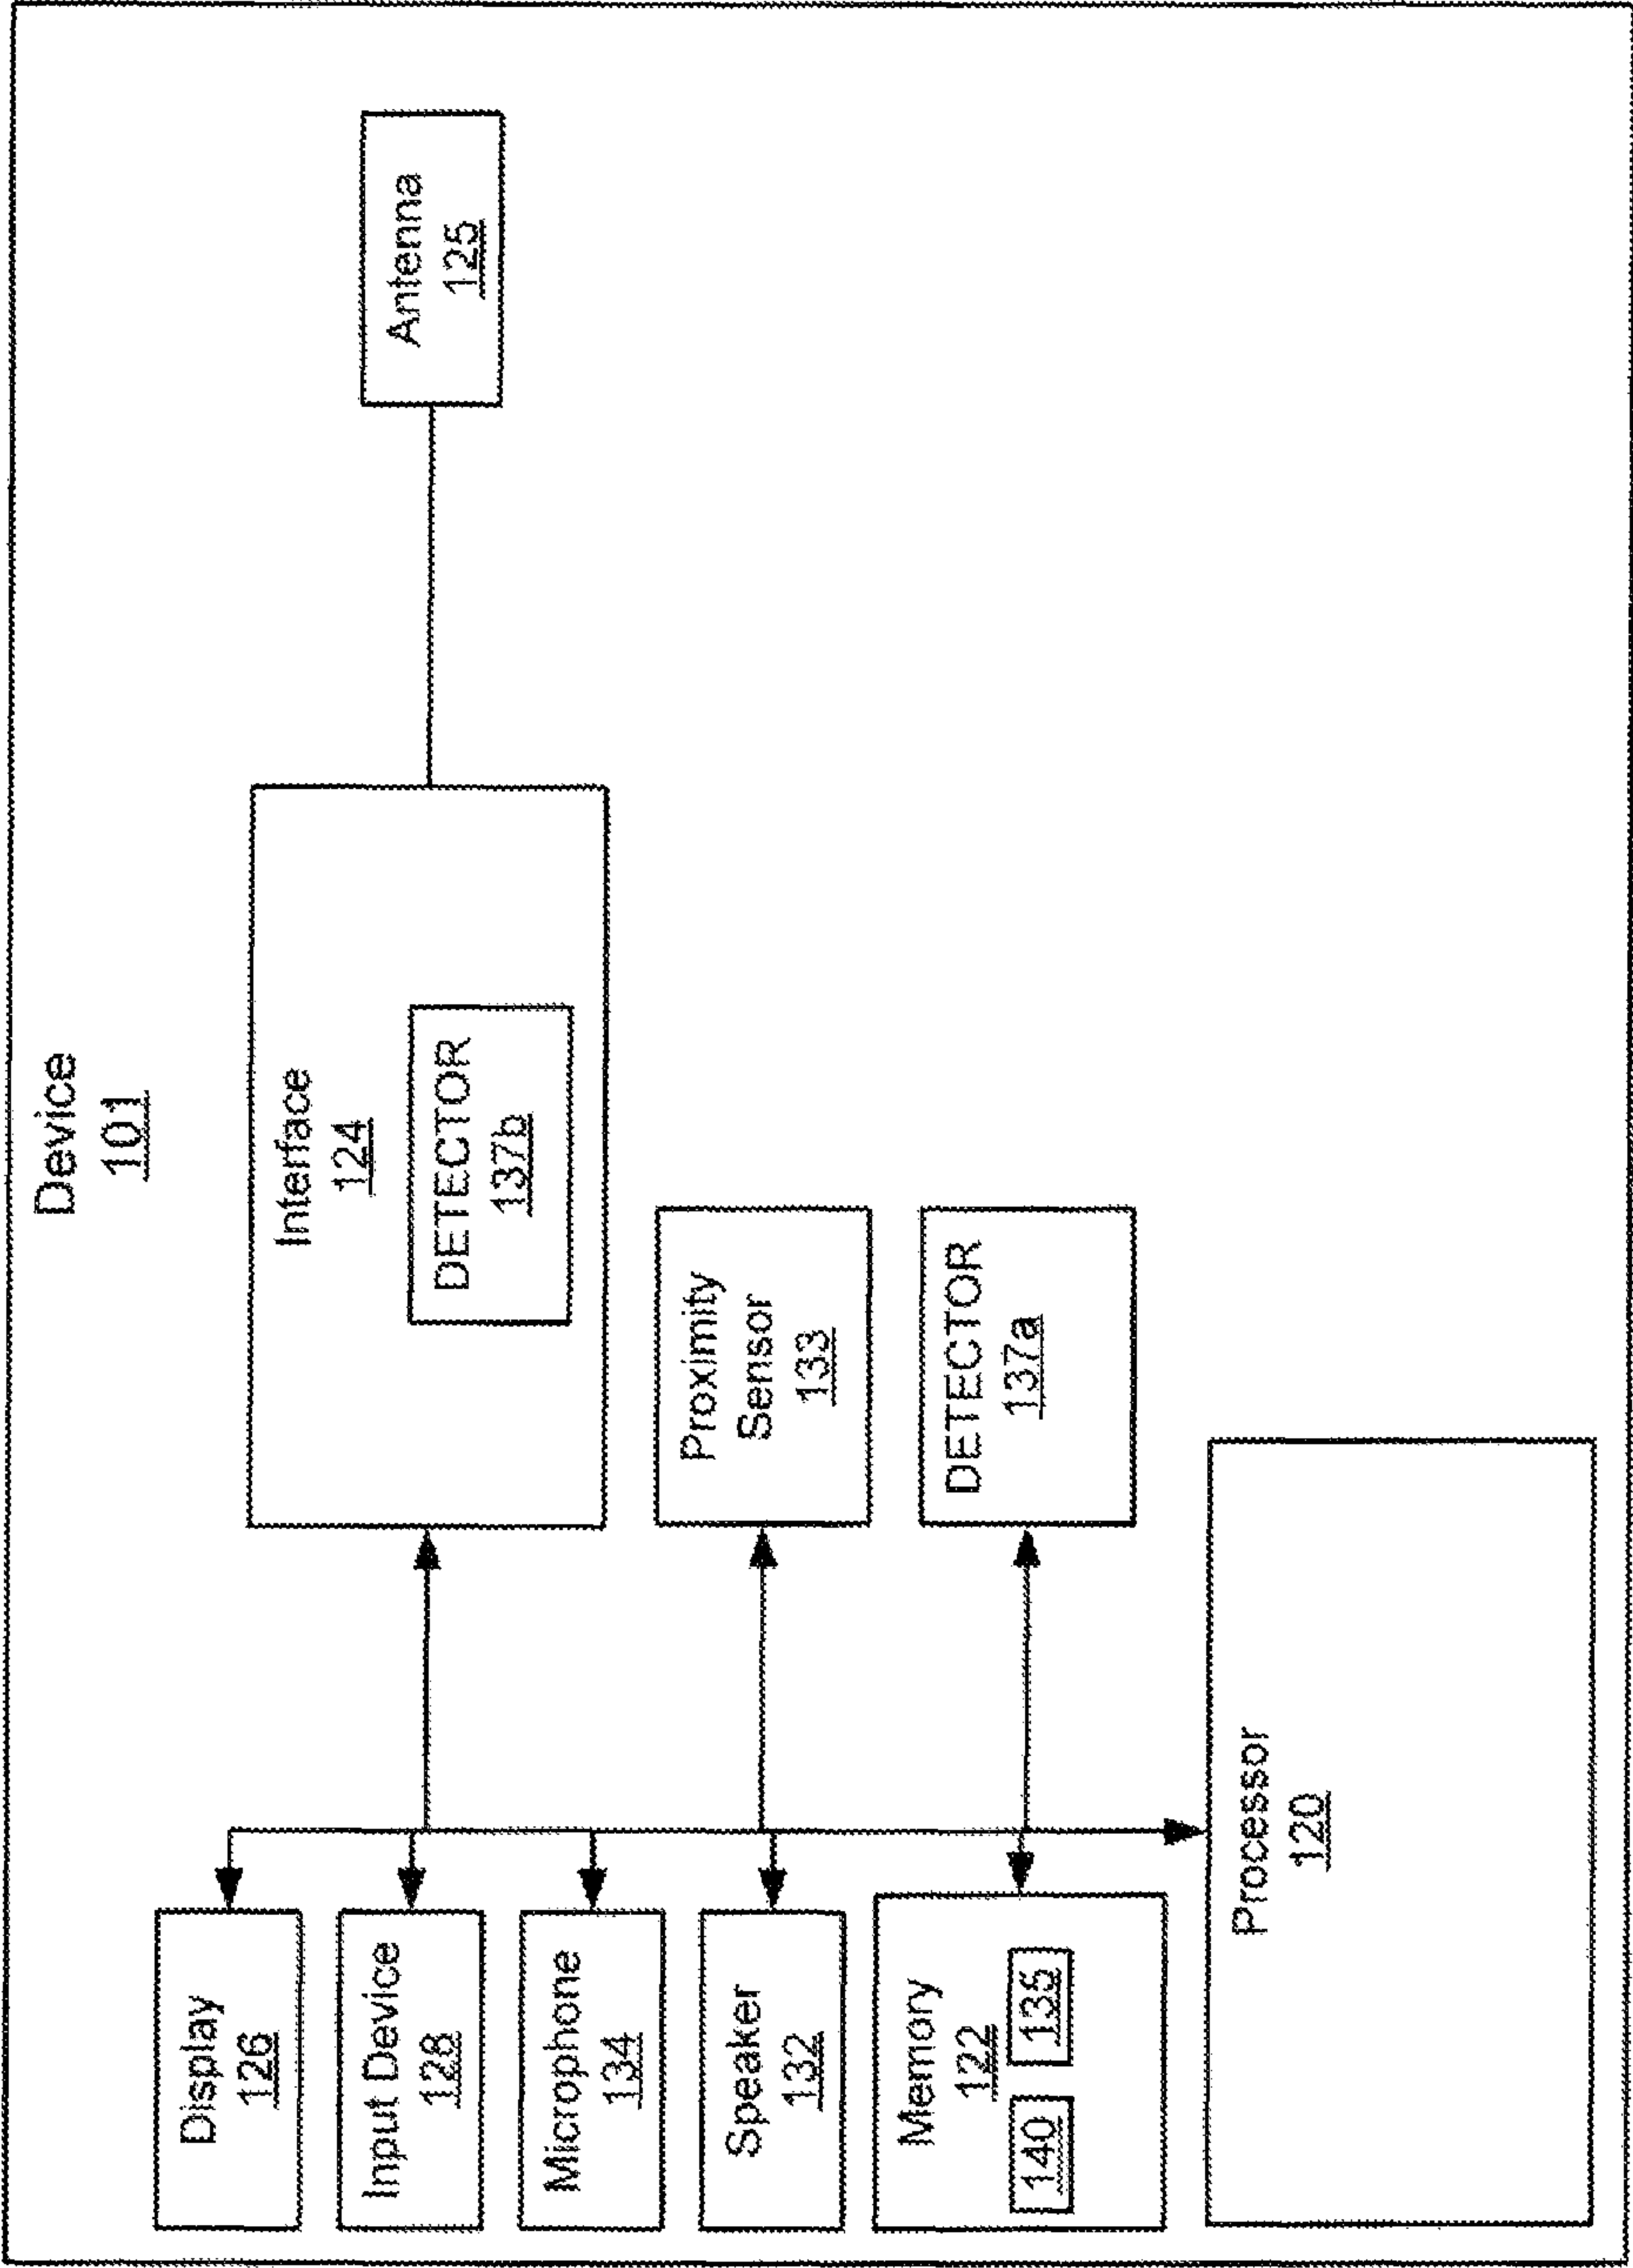 Device
101
Display
126
Input Device
128
Microphone
134
Speaker
132
Memory
122
140
136
Processor
120
Interface
124
DETECTOR
137b
Proximity
Sensor
133
DETECTOR
137a
Antenna
125